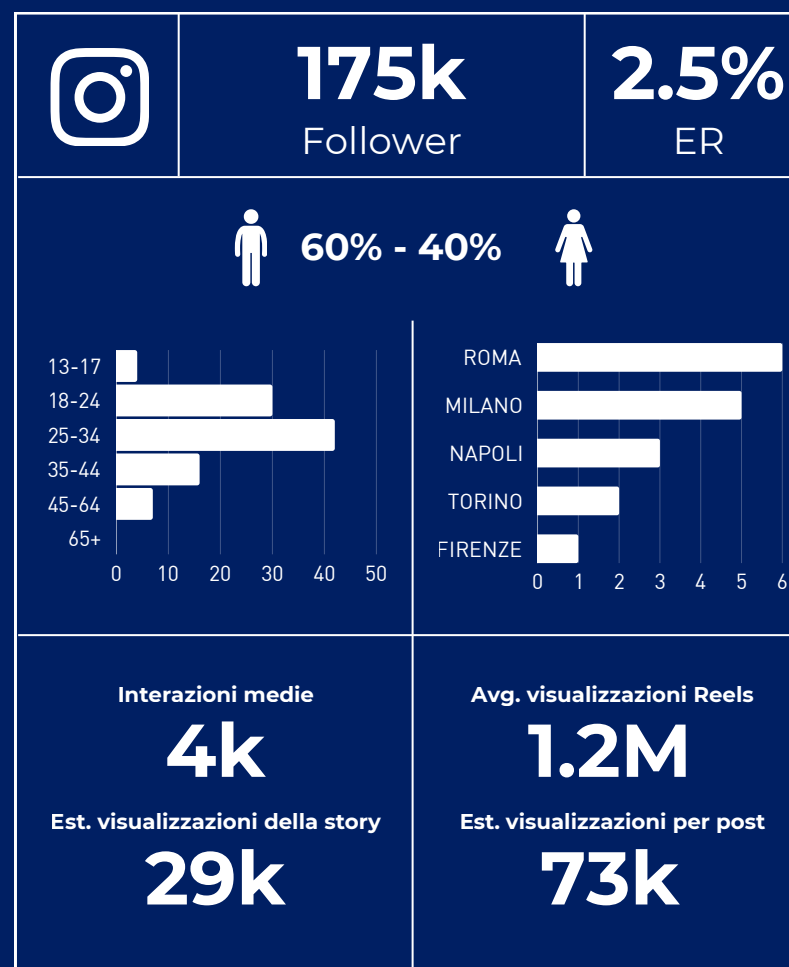 175k
Follower
2.5%
ER
60% - 40%
13-17
18-24
25-34
35-44
45-64
65+
0 10 20 30 40 50
ROMA
MILANO
NAPOLI
TORINO
FIRENZE
0 1 2 3 4 5 6
Interazioni medie
4k
Est. visualizzazioni della story
29k
Avg. visualizzazioni Reels
1.2M
Est. visualizzazioni per post
73k